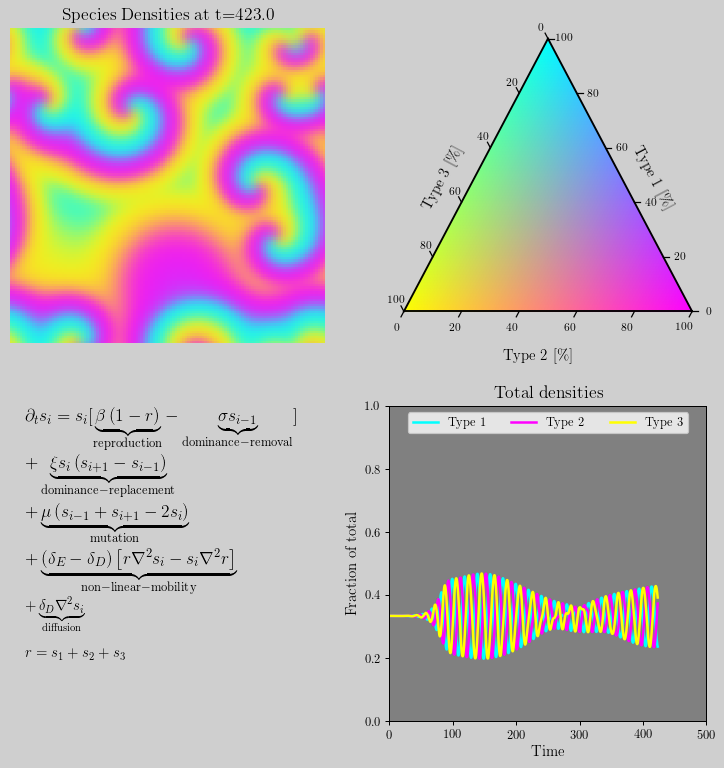 Species Densities at t=423.0
0
100
20
80
40
60
Type 3 [%]
Type 1 [%]
60
40
80
20
100
0
0 20 40 60 80 100
Type 2 [%]
∂ₜsᵢ = sᵢ[ β (1 − r) − σsᵢ₋₁ ]
reproduction dominance−removal
+ ξsᵢ (sᵢ₊₁ − sᵢ₋₁)
dominance−replacement
+ μ (sᵢ₋₁ + sᵢ₊₁ − 2sᵢ)
mutation
+ (δ_E − δ_D) [r∇²sᵢ − sᵢ∇²r]
non−linear−mobility
+ δ_D∇²sᵢ
diffusion
r = s₁ + s₂ + s₃
Total densities
Type 1 Type 2 Type 3
Fraction of total
1.0
0.8
0.6
0.4
0.2
0.0
0 100 200 300 400 500
Time